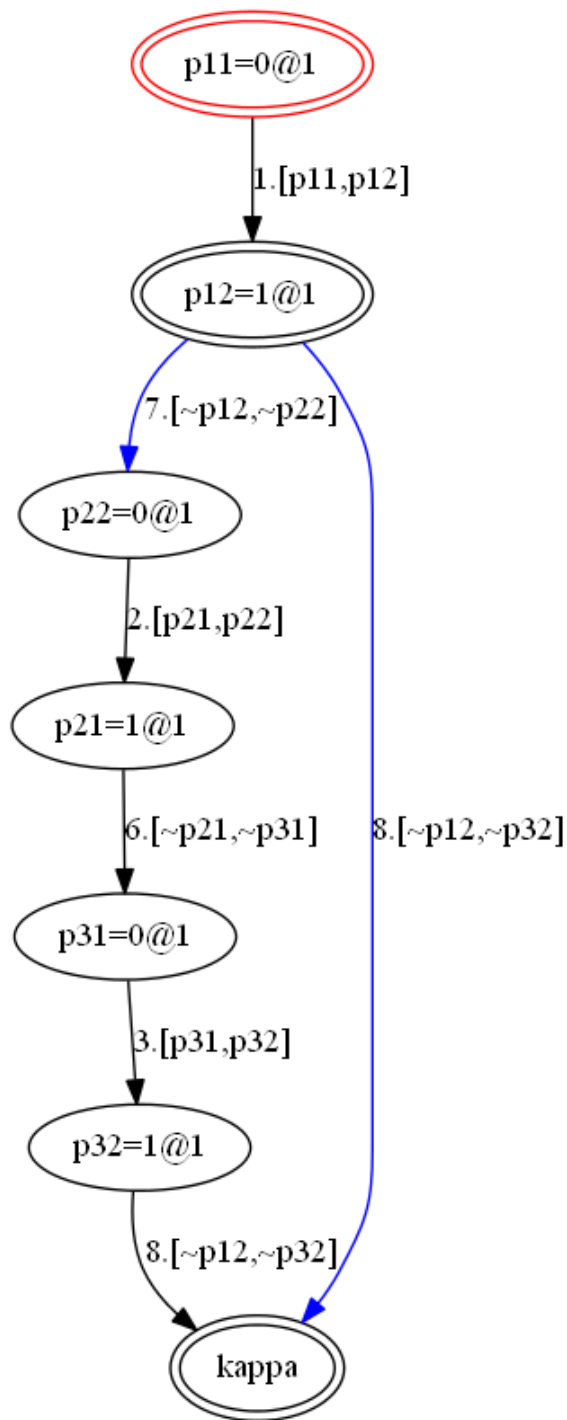 p11=0@1
1.[p11,p12]
p12=1@1
7.[~p12,~p22]
p22=0@1
2.[p21,p22]
p21=1@1
6.[~p21,~p31]
8.[~p12,~p32]
p31=0@1
3.[p31,p32]
p32=1@1
8.[~p12,~p32]
kappa